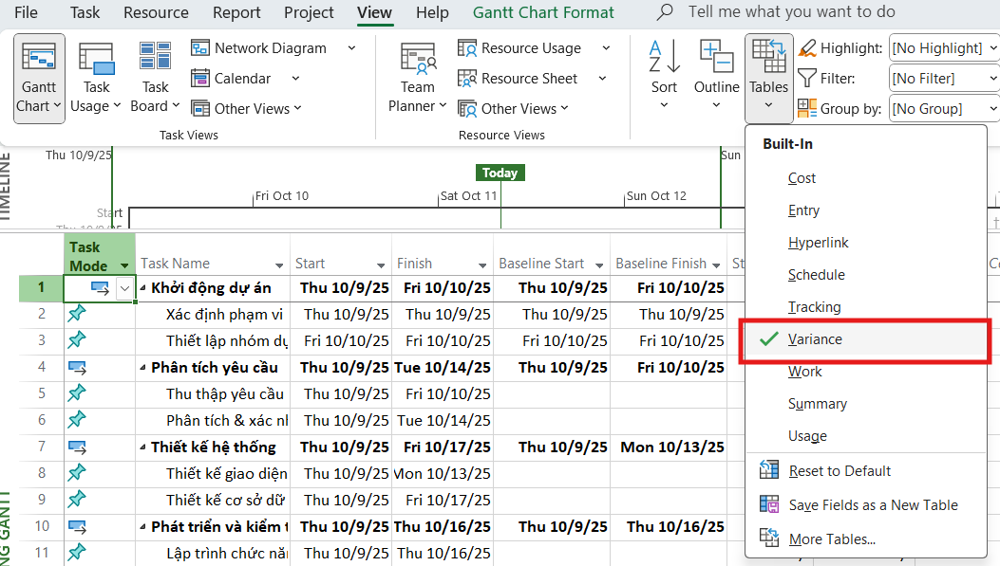 File Task Resource Report Project View Help Gantt Chart Format Tell me what you want to do
Gantt Chart
Task Usage
Task Board
Network Diagram
Calendar
Other Views
Task Views
Team Planner
Resource Usage
Resource Sheet
Other Views
Resource Views
Sort
Outline
Tables
Highlight: [No Highlight]
Filter: [No Filter]
Group by: [No Group]
Built-In
Cost
Entry
Hyperlink
Schedule
Tracking
Variance
Work
Summary
Usage
Reset to Default
Save Fields as a New Table
More Tables...
TIMELINE
Thu 10/9/25
Sun
Today
Fri Oct 10 Sat Oct 11 Sun Oct 12
Start
Thu 10/9/25
Task Mode Task Name Start Finish Baseline Start Baseline Finish St
1 Khởi động dự án Thu 10/9/25 Fri 10/10/25 Thu 10/9/25 Fri 10/10/25
2 Xác định phạm vi Thu 10/9/25 Thu 10/9/25 Thu 10/9/25 Thu 10/9/25
3 Thiết lập nhóm dụ Fri 10/10/25 Fri 10/10/25 Fri 10/10/25 Fri 10/10/25
4 Phân tích yêu cầu Thu 10/9/25 Tue 10/14/25 Thu 10/9/25 Fri 10/10/25
5 Thu thập yêu cầu Thu 10/9/25 Fri 10/10/25
6 Phân tích & xác nh Thu 10/9/25 Tue 10/14/25
7 Thiết kế hệ thống Thu 10/9/25 Fri 10/17/25 Thu 10/9/25 Mon 10/13/25
8 Thiết kế giao diện Thu 10/9/25 Mon 10/13/25
9 Thiết kế cơ sở dữ Thu 10/9/25 Fri 10/17/25
10 Phát triển và kiểm t Thu 10/9/25 Thu 10/16/25 Thu 10/9/25 Thu 10/16/25
11 Lập trình chức năn Thu 10/9/25 Thu 10/16/25
NG GANTT